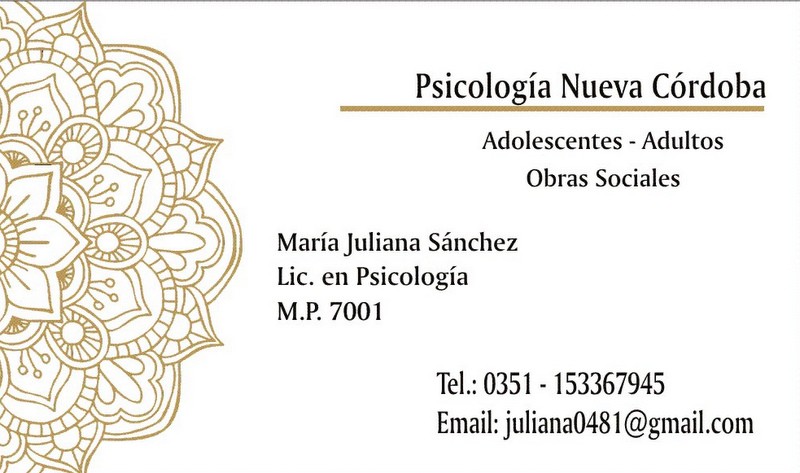 Psicología Nueva Córdoba
Adolescentes - Adultos
Obras Sociales
María Juliana Sánchez
Lic. en Psicología
M.P. 7001
Tel.: 0351 - 153367945
Email: juliana0481@gmail.com